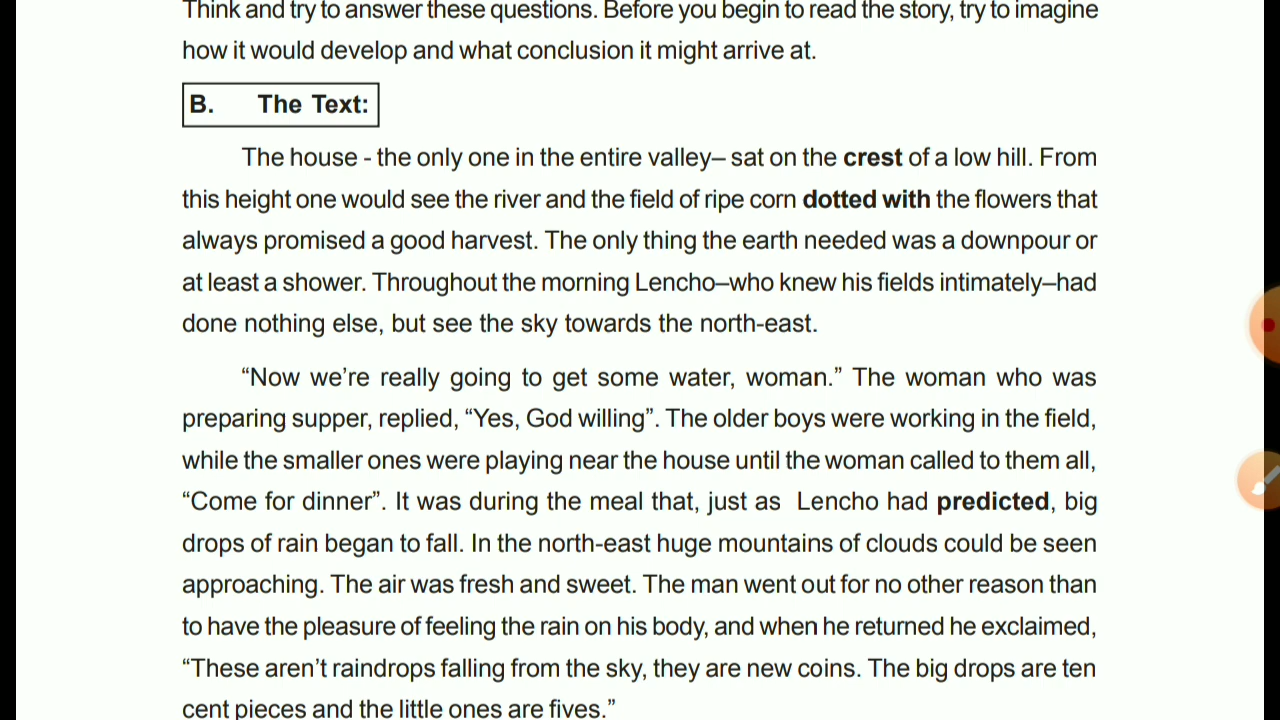 Think and try to answer these questions. Before you begin to read the story, try to imagine
how it would develop and what conclusion it might arrive at.
B. The Text:
The house - the only one in the entire valley– sat on the crest of a low hill. From
this height one would see the river and the field of ripe corn dotted with the flowers that
always promised a good harvest. The only thing the earth needed was a downpour or
at least a shower. Throughout the morning Lencho–who knew his fields intimately–had
done nothing else, but see the sky towards the north-east.
“Now we’re really going to get some water, woman.” The woman who was
preparing supper, replied, “Yes, God willing”. The older boys were working in the field,
while the smaller ones were playing near the house until the woman called to them all,
“Come for dinner”. It was during the meal that, just as Lencho had predicted, big
drops of rain began to fall. In the north-east huge mountains of clouds could be seen
approaching. The air was fresh and sweet. The man went out for no other reason than
to have the pleasure of feeling the rain on his body, and when he returned he exclaimed,
“These aren’t raindrops falling from the sky, they are new coins. The big drops are ten
cent pieces and the little ones are fives.”